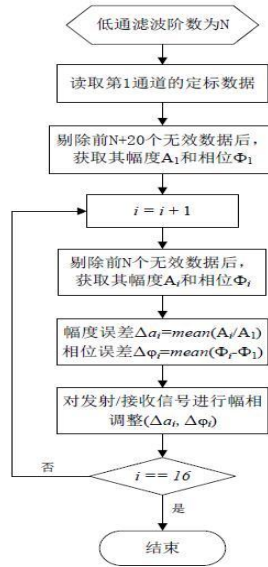 低通滤波阶数为N
读取第1通道的定标数据
剔除前N+20个无效数据后，
获取其幅度A₁和相位Φ₁
i = i + 1
剔除前N个无效数据后，
获取其幅度Aᵢ和相位Φᵢ
幅度误差Δaᵢ=mean(Aᵢ/A₁)
相位误差Δφᵢ=mean(Φᵢ-Φ₁)
对发射/接收信号进行幅相
调整(Δaᵢ, Δφᵢ)
否
i == 16
是
结束